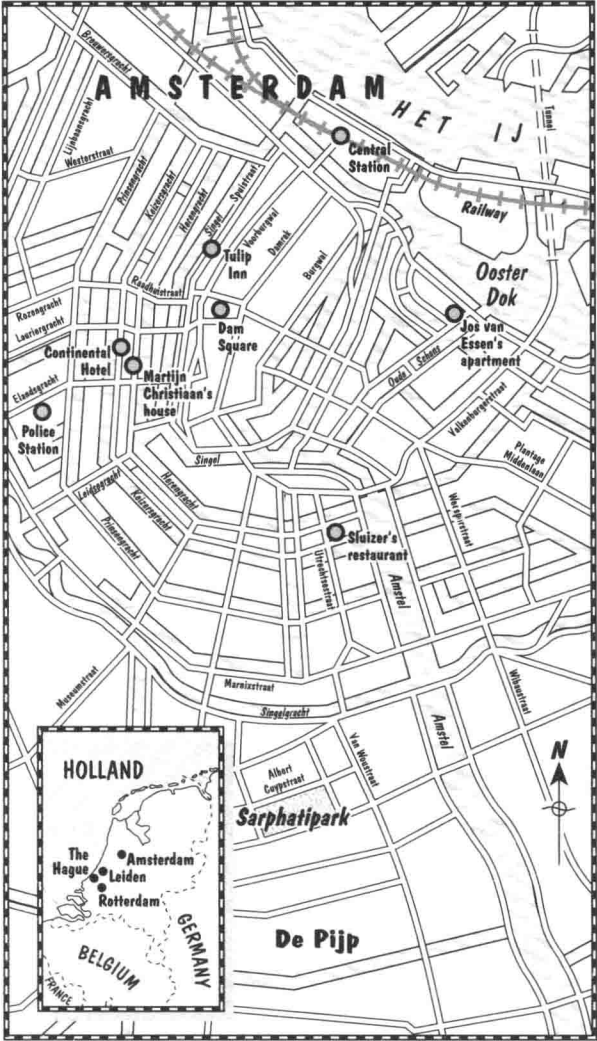 Brouwersgracht
AMSTERDAM
HET IJ
Lijnbaansgracht
Westerstraat
Central
Station
Tunnel
Prinsengracht
Keizersgracht
Herengracht
Singel
Spuistraat
Railway
Voorburgwal
Damrak
Burgwal
Tulip
Inn
Ooster
Dok
Raadhuisstraat
Rozengracht
Lauriergracht
Dam
Square
Jos van
Essen's
apartment
Continental
Hotel
Martijn
Christiaan's
house
Oude Schans
Elandsgracht
Police
Station
Valkenburgerstraat
Plantage
Middenlaan
Singel
Leidsegracht
Herengracht
Keizersgracht
Prinsengracht
Weesperstraat
Sluizer's
restaurant
Utrechtsestraat
Amstel
Museumstraat
Marnixstraat
Singelgracht
Wibautstraat
Amstel
Van Woustraat
N
Albert
Cuypstraat
Sarphatipark
De Pijp
HOLLAND
The
Hague
Amsterdam
Leiden
Rotterdam
GERMANY
BELGIUM
FRANCE